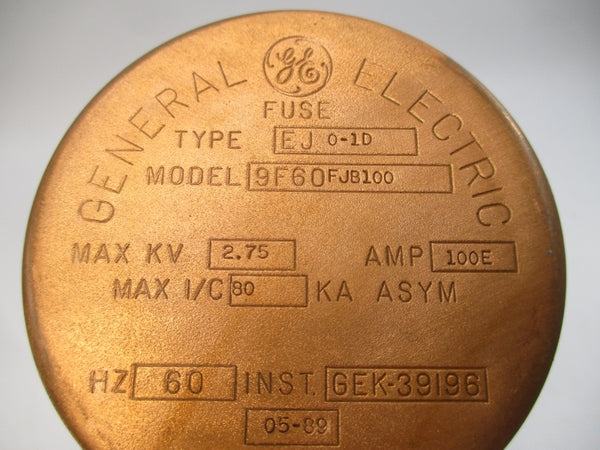 GENERAL GE ELECTRIC
FUSE
TYPE EJ 0-1D
MODEL 9F60FJB100
MAX KV 2.75 AMP 100E
MAX I/C 80 KA ASYM
HZ 60 INST. GEK-39196
05-89